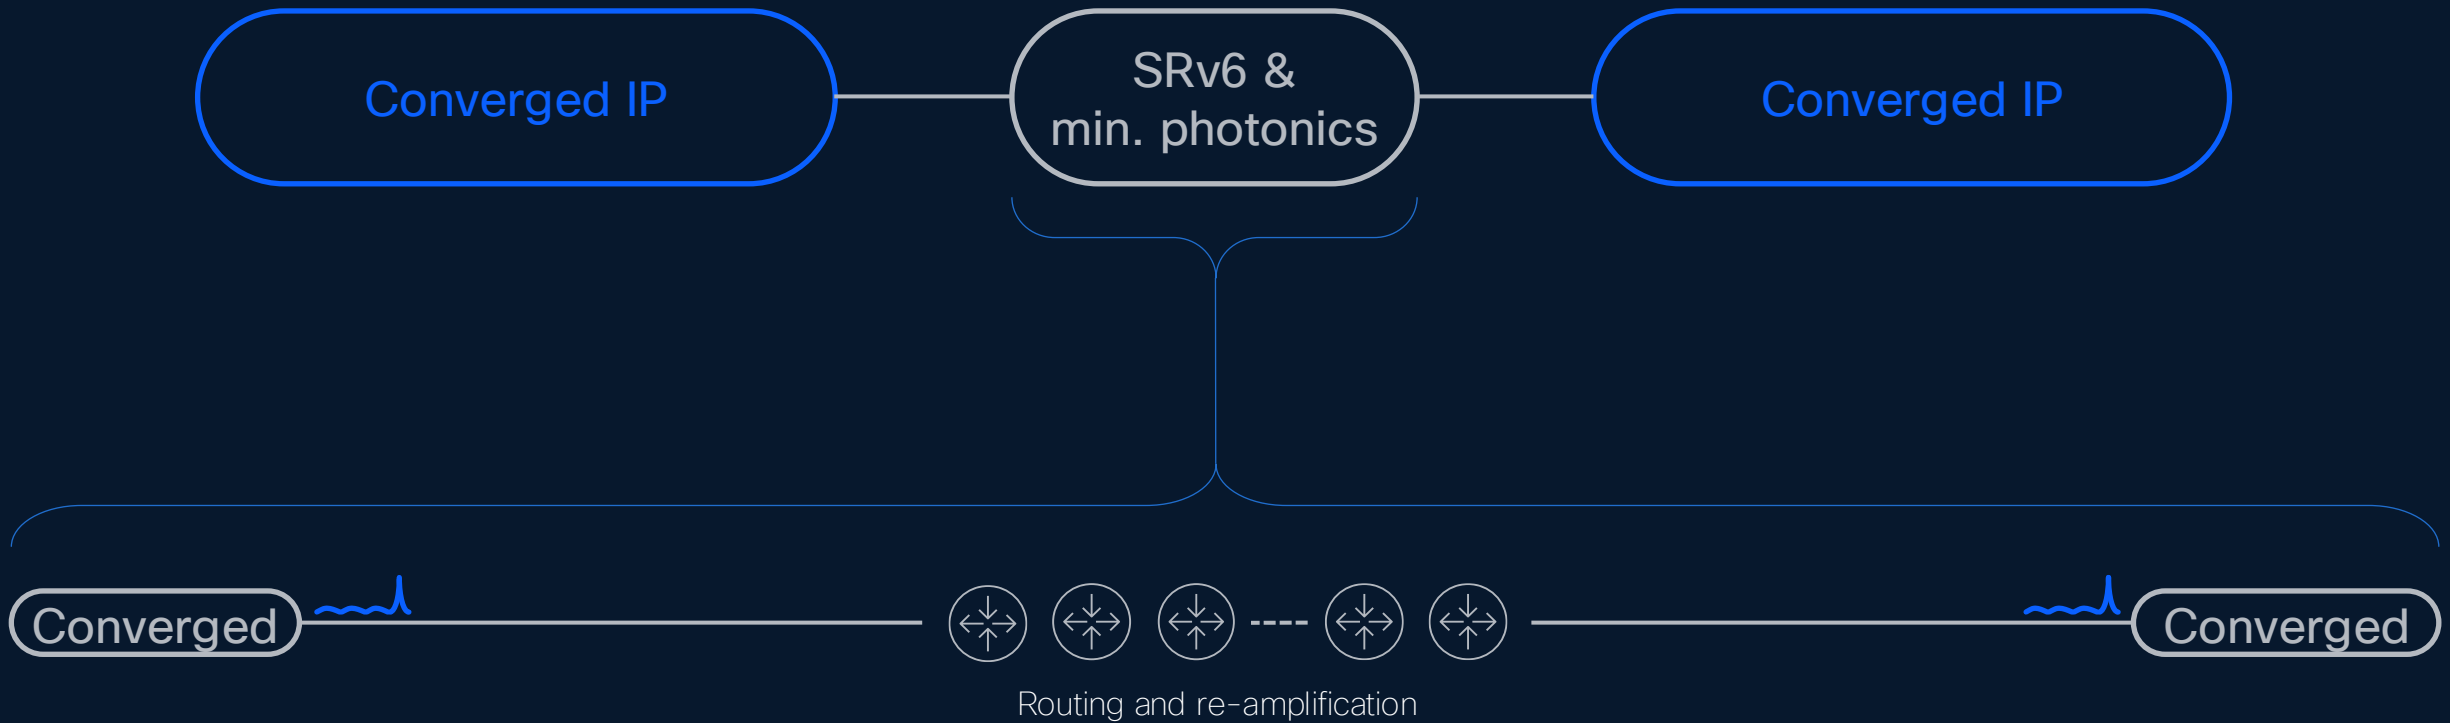 Converged IP
SRv6 &
min. photonics
Converged IP
Converged
Converged
Routing and re-amplification